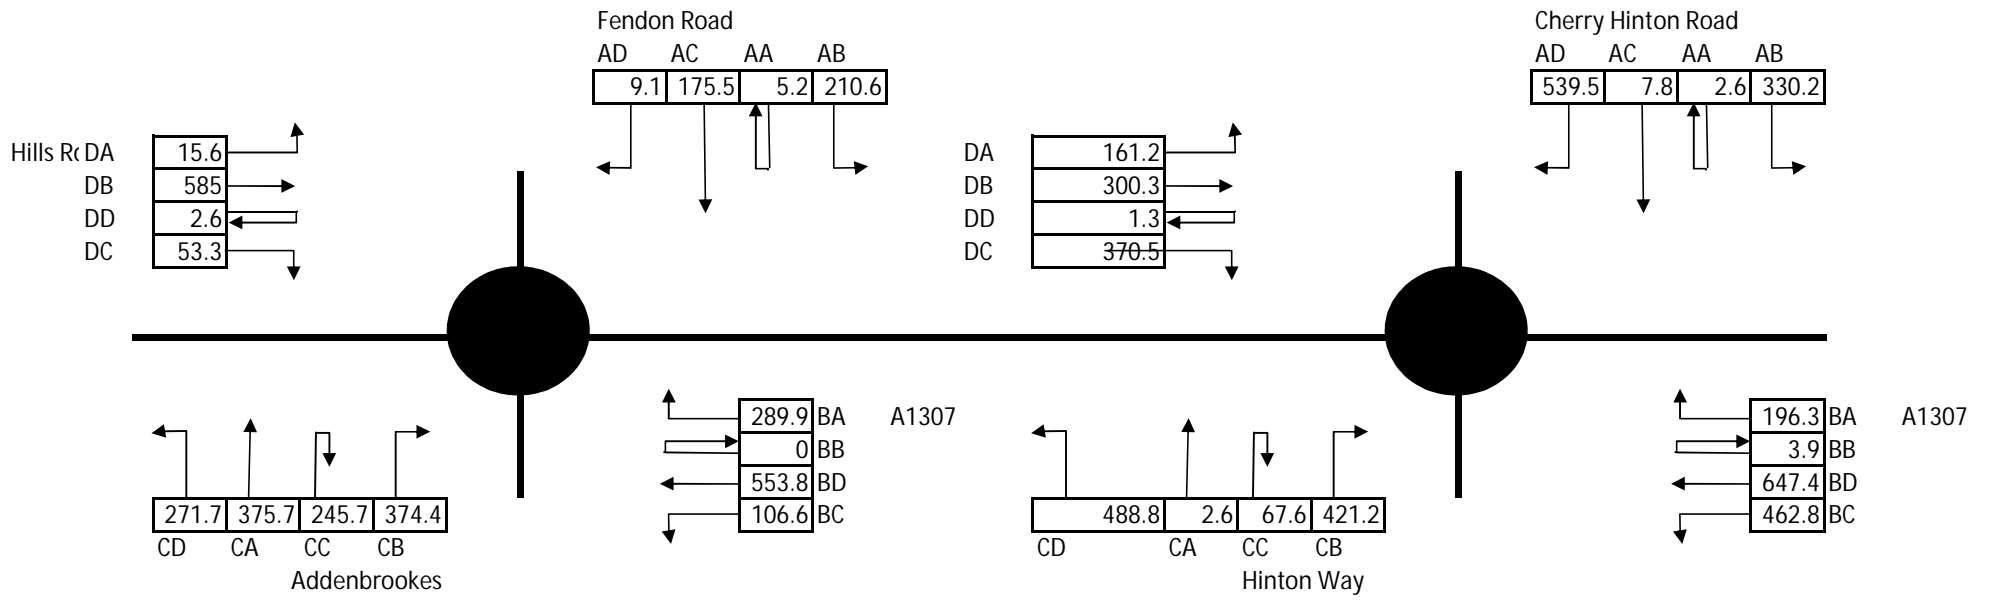 Fendon Road Cherry Hinton Road
AD AC AA AB AD AC AA AB
9.1 175.5 5.2 210.6 539.5 7.8 2.6 330.2
Hills Rc DA 15.6 DA 161.2
DB 585 DB 300.3
DD 2.6 DD 1.3
DC 53.3 DC 370.5
289.9 BA A1307 196.3 BA A1307
0 BB 3.9 BB
553.8 BD 647.4 BD
271.7 375.7 245.7 374.4 106.6 BC 488.8 2.6 67.6 421.2 462.8 BC
CD CA CC CB CD CA CC CB
Addenbrookes Hinton Way